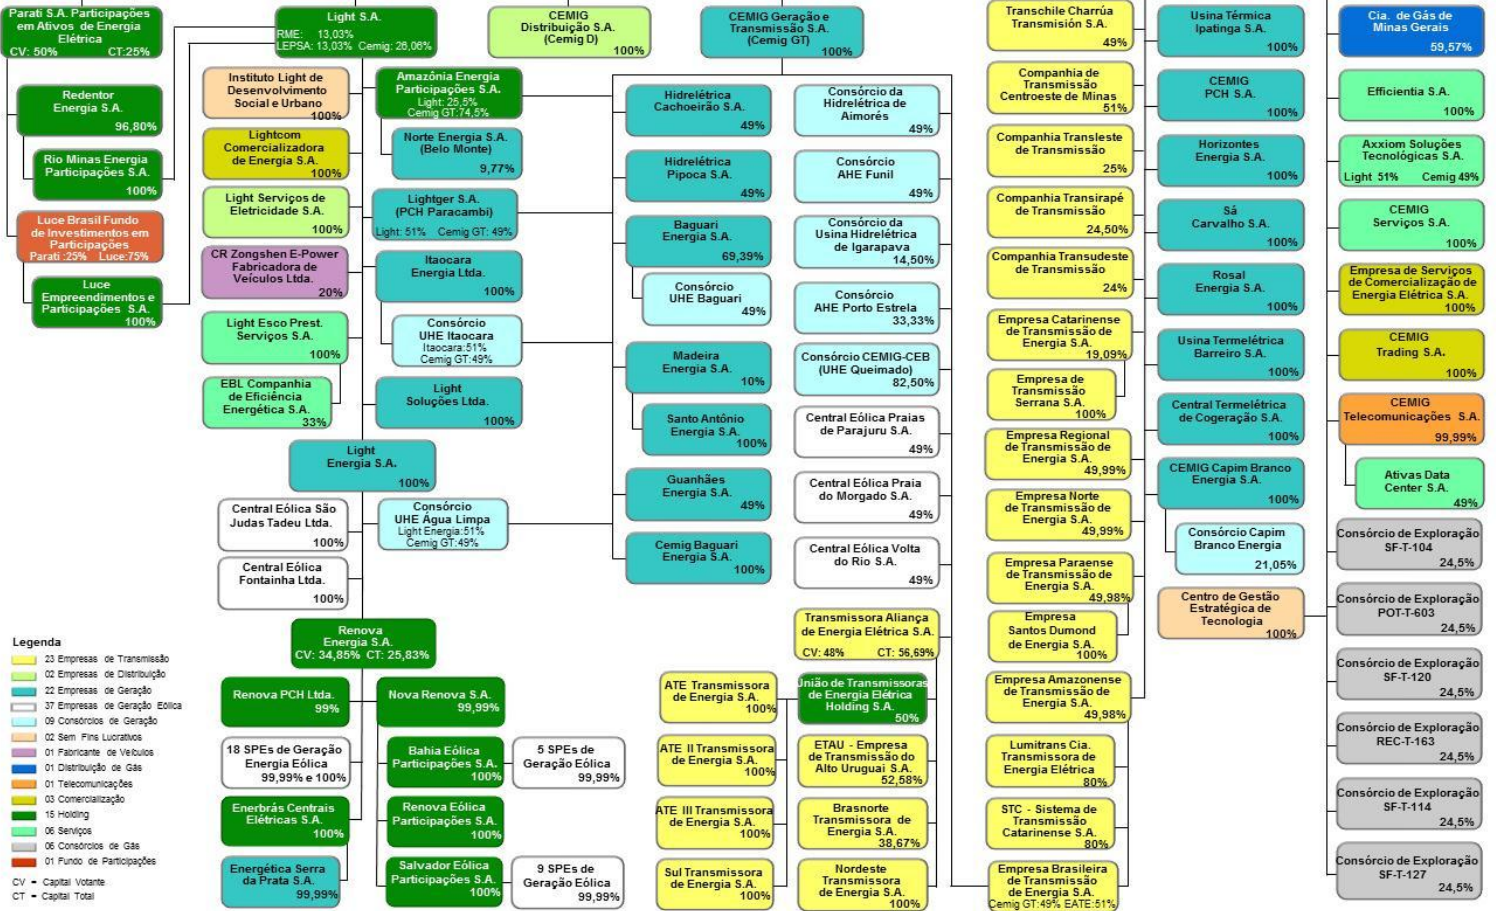 Parati S.A. Participações
em Ativos de Energia
Elétrica
CV: 50% CT:25%
Redentor
Energia S.A.
96,80%
Rio Minas Energia
Participações S.A.
100%
Luce Brasil Fundo
de Investimentos em
Participações
Parati :25% Luce:75%
Luce
Empreendimentos e
Participações S.A.
100%
Light S.A.
RME: 13,03%
LEPSA: 13,03% Cemig: 26,06%
Instituto Light de
Desenvolvimento
Social e Urbano
100%
Lightcom
Comercializadora
de Energia S.A.
100%
Light Serviços de
Eletricidade S.A.
100%
CR Zongshen E-Power
Fabricadora de
Veículos Ltda.
20%
Light Esco Prest.
Serviços S.A.
100%
EBL Companhia
de Eficiência
Energética S.A.
33%
Amazônia Energia
Participações S.A.
Light: 25,5%
Cemig GT:74,5%
Norte Energia S.A.
(Belo Monte)
9,77%
Lightger S.A.
(PCH Paracambi)
Light: 51% Cemig GT: 49%
Itaocara
Energia Ltda.
100%
Consórcio
UHE Itaocara
Itaocara:51%
Cemig GT:49%
Light
Soluções Ltda.
100%
Light
Energia S.A.
100%
Central Eólica São
Judas Tadeu Ltda.
100%
Consórcio
UHE Água Limpa
Light Energia:51%
Cemig GT:49%
Central Eólica
Fontainha Ltda.
100%
Renova
Energia S.A.
CV: 34,85% CT: 25,83%
Renova PCH Ltda.
99%
Nova Renova S.A.
99,99%
18 SPEs de Geração
Energia Eólica
99,99% e 100%
Bahia Eólica
Participações S.A.
100%
5 SPEs de
Geração Eólica
99,99%
Enerbrás Centrais
Elétricas S.A.
100%
Renova Eólica
Participações S.A.
100%
Energética Serra
da Prata S.A.
99,99%
Salvador Eólica
Participações S.A.
100%
9 SPEs de
Geração Eólica
99,99%
CEMIG
Distribuição S.A.
(Cemig D)
100%
CEMIG Geração e
Transmissão S.A.
(Cemig GT)
100%
Hidrelétrica
Cachoeirão S.A.
49%
Hidrelétrica
Pipoca S.A.
49%
Baguari
Energia S.A.
69,39%
Consórcio
UHE Baguari
49%
Madeira
Energia S.A.
10%
Santo Antônio
Energia S.A.
100%
Guanhães
Energia S.A.
49%
Cemig Baguari
Energia S.A.
100%
Consórcio da
Hidrelétrica de
Aimorés
49%
Consórcio
AHE Funil
49%
Consórcio da
Usina Hidrelétrica
de Igarapava
14,50%
Consórcio
AHE Porto Estrela
33,33%
Consórcio CEMIG-CEB
(UHE Queimado)
82,50%
Central Eólica Praias
de Parajuru S.A.
49%
Central Eólica Praia
do Morgado S.A.
49%
Central Eólica Volta
do Rio S.A.
49%
Transmissora Aliança
de Energia Elétrica S.A.
CV: 48% CT: 56,69%
ATE Transmissora
de Energia S.A.
100%
União de Transmissoras
de Energia Elétrica
Holding S.A.
50%
ATE II Transmissora
de Energia S.A.
100%
ETAU - Empresa
de Transmissão do
Alto Uruguai S.A.
52,58%
ATE III Transmissora
de Energia S.A.
100%
Brasnorte
Transmissora de
Energia S.A.
38,67%
Sul Transmissora
de Energia S.A.
100%
Nordeste
Transmissora
de Energia S.A.
100%
Transchile Charrúa
Transmisión S.A.
49%
Companhia de
Transmissão
Centroeste de Minas
51%
Companhia Transleste
de Transmissão
25%
Companhia Transirapé
de Transmissão
24,50%
Companhia Transudeste
de Transmissão
24%
Empresa Catarinense
de Transmissão de
Energia S.A.
19,09%
Empresa de
Transmissão
Serrana S.A.
100%
Empresa Regional
de Transmissão de
Energia S.A.
49,99%
Empresa Norte
de Transmissão de
Energia S.A.
49,99%
Empresa Paraense
de Transmissão de
Energia S.A.
49,98%
Empresa
Santos Dumond
de Energia S.A.
100%
Empresa Amazonense
de Transmissão de
Energia S.A.
49,98%
Lumitrans Cia.
Transmissora de
Energia Elétrica
80%
STC - Sistema de
Transmissão
Catarinense S.A.
80%
Empresa Brasileira
de Transmissão
de Energia S.A.
Cemig GT:49% EATE:51%
Usina Térmica
Ipatinga S.A.
100%
CEMIG
PCH S.A.
100%
Horizontes
Energia S.A.
100%
Sá
Carvalho S.A.
100%
Rosal
Energia S.A.
100%
Usina Termelétrica
Barreiro S.A.
100%
Central Termelétrica
de Cogeração S.A.
100%
CEMIG Capim Branco
Energia S.A.
100%
Consórcio Capim
Branco Energia
21,05%
Centro de Gestão
Estratégica de
Tecnologia
100%
Cia. de Gás de
Minas Gerais
59,57%
Efficientia S.A.
100%
Axxiom Soluções
Tecnológicas S.A.
Light 51% Cemig 49%
CEMIG
Serviços S.A.
100%
Empresa de Serviços
de Comercialização de
Energia Elétrica S.A.
100%
CEMIG
Trading S.A.
100%
CEMIG
Telecomunicações S.A.
99,99%
Ativas Data
Center S.A.
49%
Consórcio de Exploração
SF-T-104
24,5%
Consórcio de Exploração
POT-T-603
24,5%
Consórcio de Exploração
SF-T-120
24,5%
Consórcio de Exploração
REC-T-163
24,5%
Consórcio de Exploração
SF-T-114
24,5%
Consórcio de Exploração
SF-T-127
24,5%
Legenda
23 Empresas de Transmissão
02 Empresas de Distribuição
22 Empresas de Geração
37 Empresas de Geração Eólica
09 Consórcios de Geração
02 Sem Fins Lucrativos
01 Fabricante de Veículos
01 Distribuição de Gás
01 Telecomunicações
03 Comercialização
15 Holding
06 Serviços
06 Consórcios de Gás
01 Fundo de Participações
CV = Capital Votante
CT = Capital Total